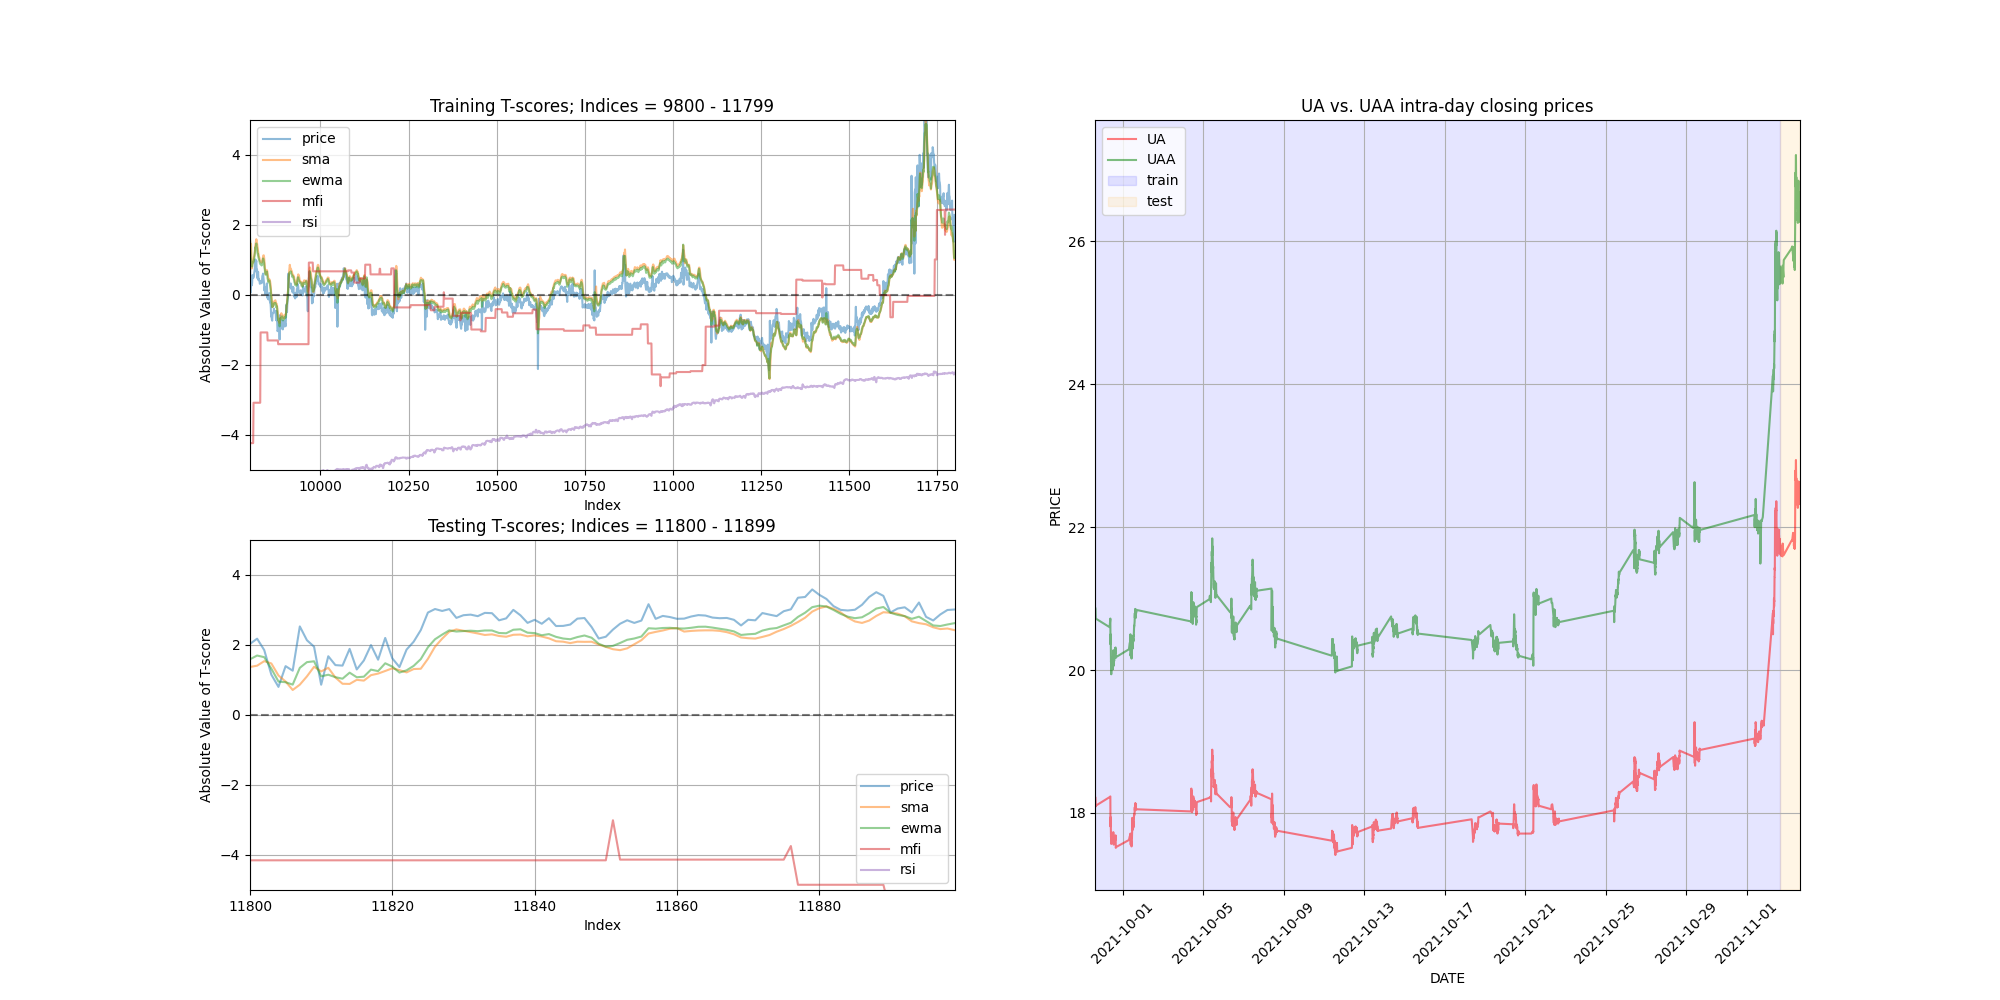 Training T-scores; Indices = 9800 - 11799
price
sma
ewma
mfi
rsi
Absolute Value of T-score
4
2
0
−2
−4
10000 10250 10500 10750 11000 11250 11500 11750
Index
Testing T-scores; Indices = 11800 - 11899
Absolute Value of T-score
4
2
0
−2
−4
price
sma
ewma
mfi
rsi
11800 11820 11840 11860 11880
Index
UA vs. UAA intra-day closing prices
UA
UAA
train
test
PRICE
26
24
22
20
18
2021-10-01 2021-10-05 2021-10-09 2021-10-13 2021-10-17 2021-10-21 2021-10-25 2021-10-29 2021-11-01
DATE